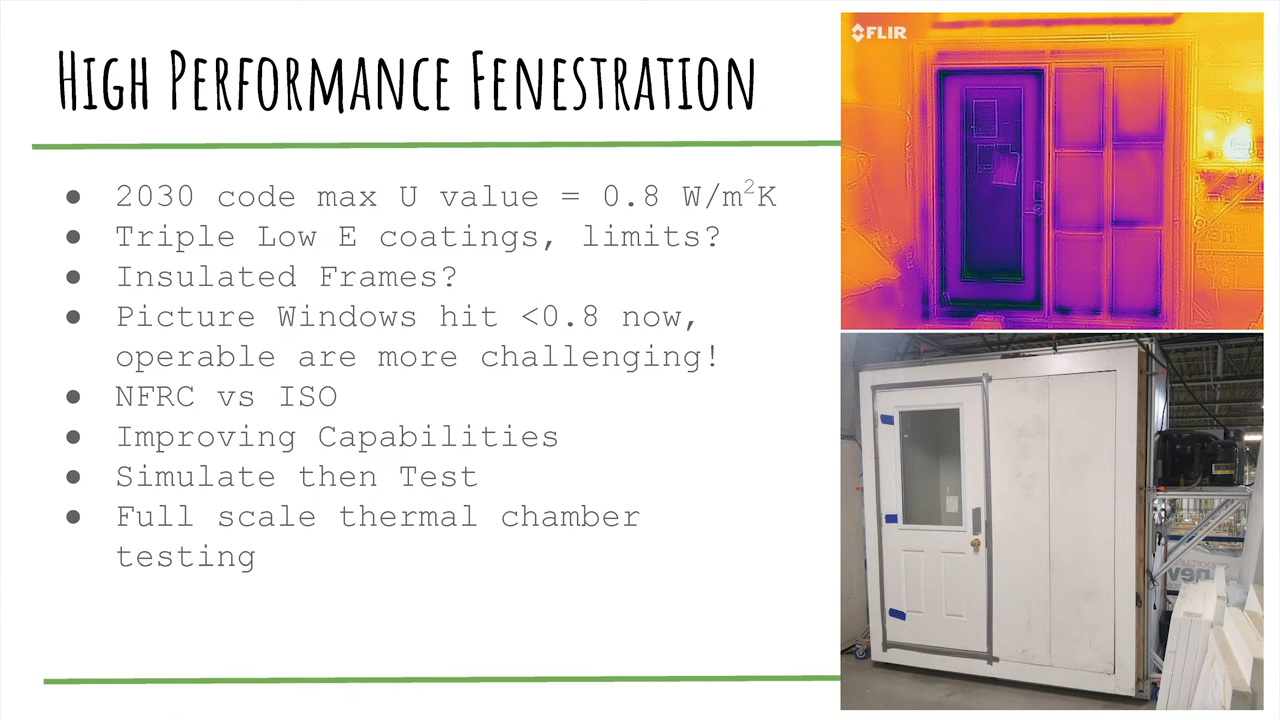 FLIR
High Performance Fenestration
● 2030 code max U value = 0.8 W/m²K
● Triple Low E coatings, limits?
● Insulated Frames?
● Picture Windows hit <0.8 now,
operable are more challenging!
● NFRC vs ISO
● Improving Capabilities
● Simulate then Test
● Full scale thermal chamber
testing